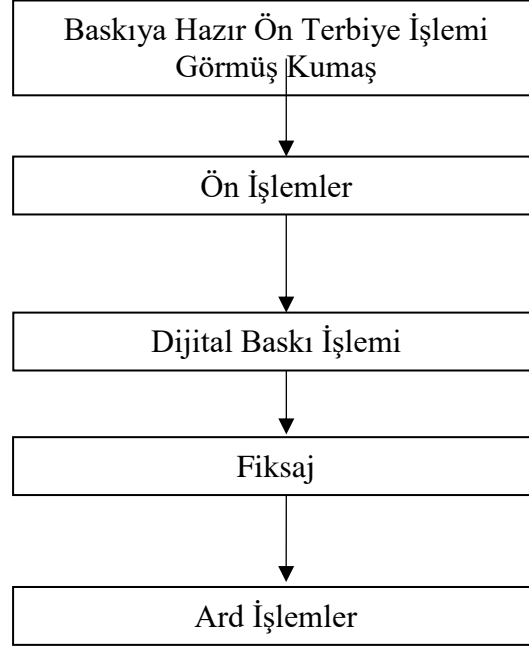 Baskıya Hazır Ön Terbiye İşlemi
Görmüş Kumaş
Ön İşlemler
Dijital Baskı İşlemi
Fiksaj
Ard İşlemler